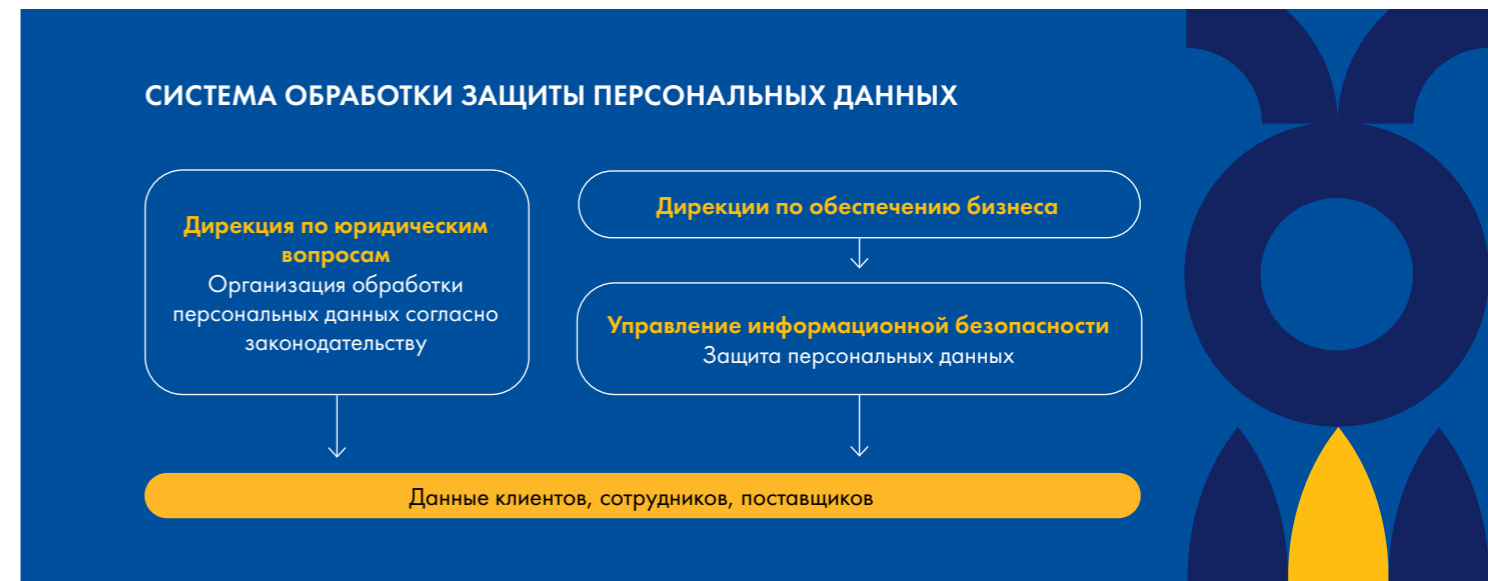 СИСТЕМА ОБРАБОТКИ ЗАЩИТЫ ПЕРСОНАЛЬНЫХ ДАННЫХ
Дирекция по юридическим
вопросам
Организация обработки
персональных данных согласно
законодательству
Дирекции по обеспечению бизнеса
Управление информационной безопасности
Защита персональных данных
Данные клиентов, сотрудников, поставщиков